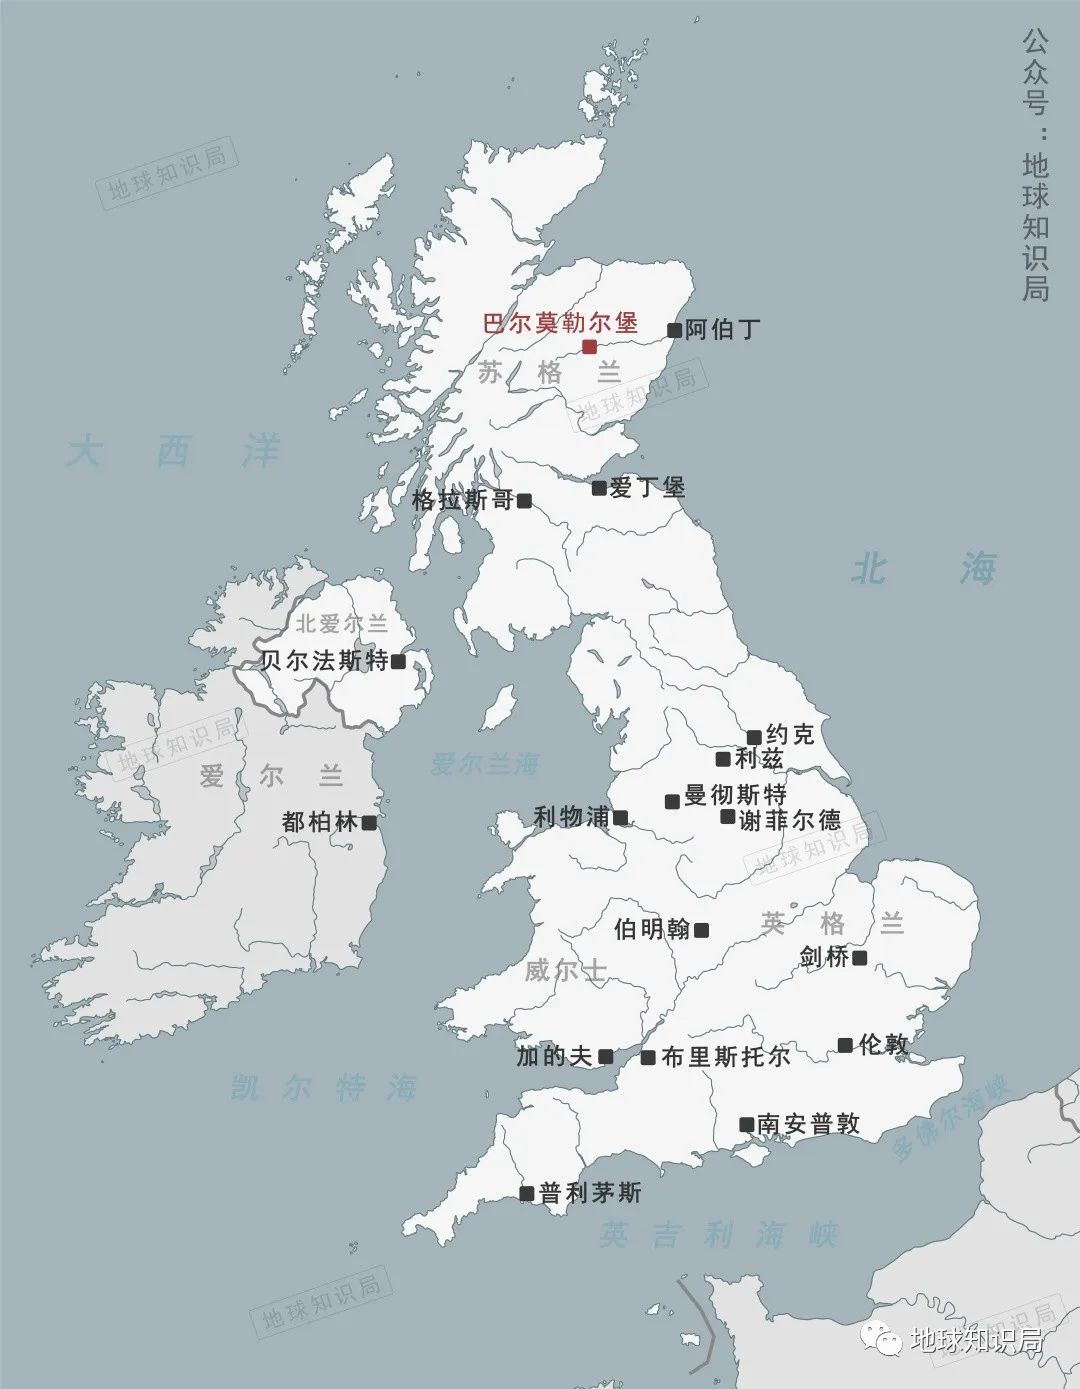 公众号：地球知识局
地球知识局
巴尔莫勒尔堡
阿伯丁
苏格兰
地球知识局
大西洋
格拉斯哥
爱丁堡
北海
北爱尔兰
贝尔法斯特
地球知识局
约克
爱尔兰海
利兹
爱尔兰
曼彻斯特
利物浦
谢菲尔德
都柏林
地球知识局
英格兰
伯明翰
剑桥
威尔士
伦敦
加的夫
布里斯托尔
凯尔特海
多佛尔海峡
南安普敦
普利茅斯
英吉利海峡
地球知识局
地球知识局
地球知识局